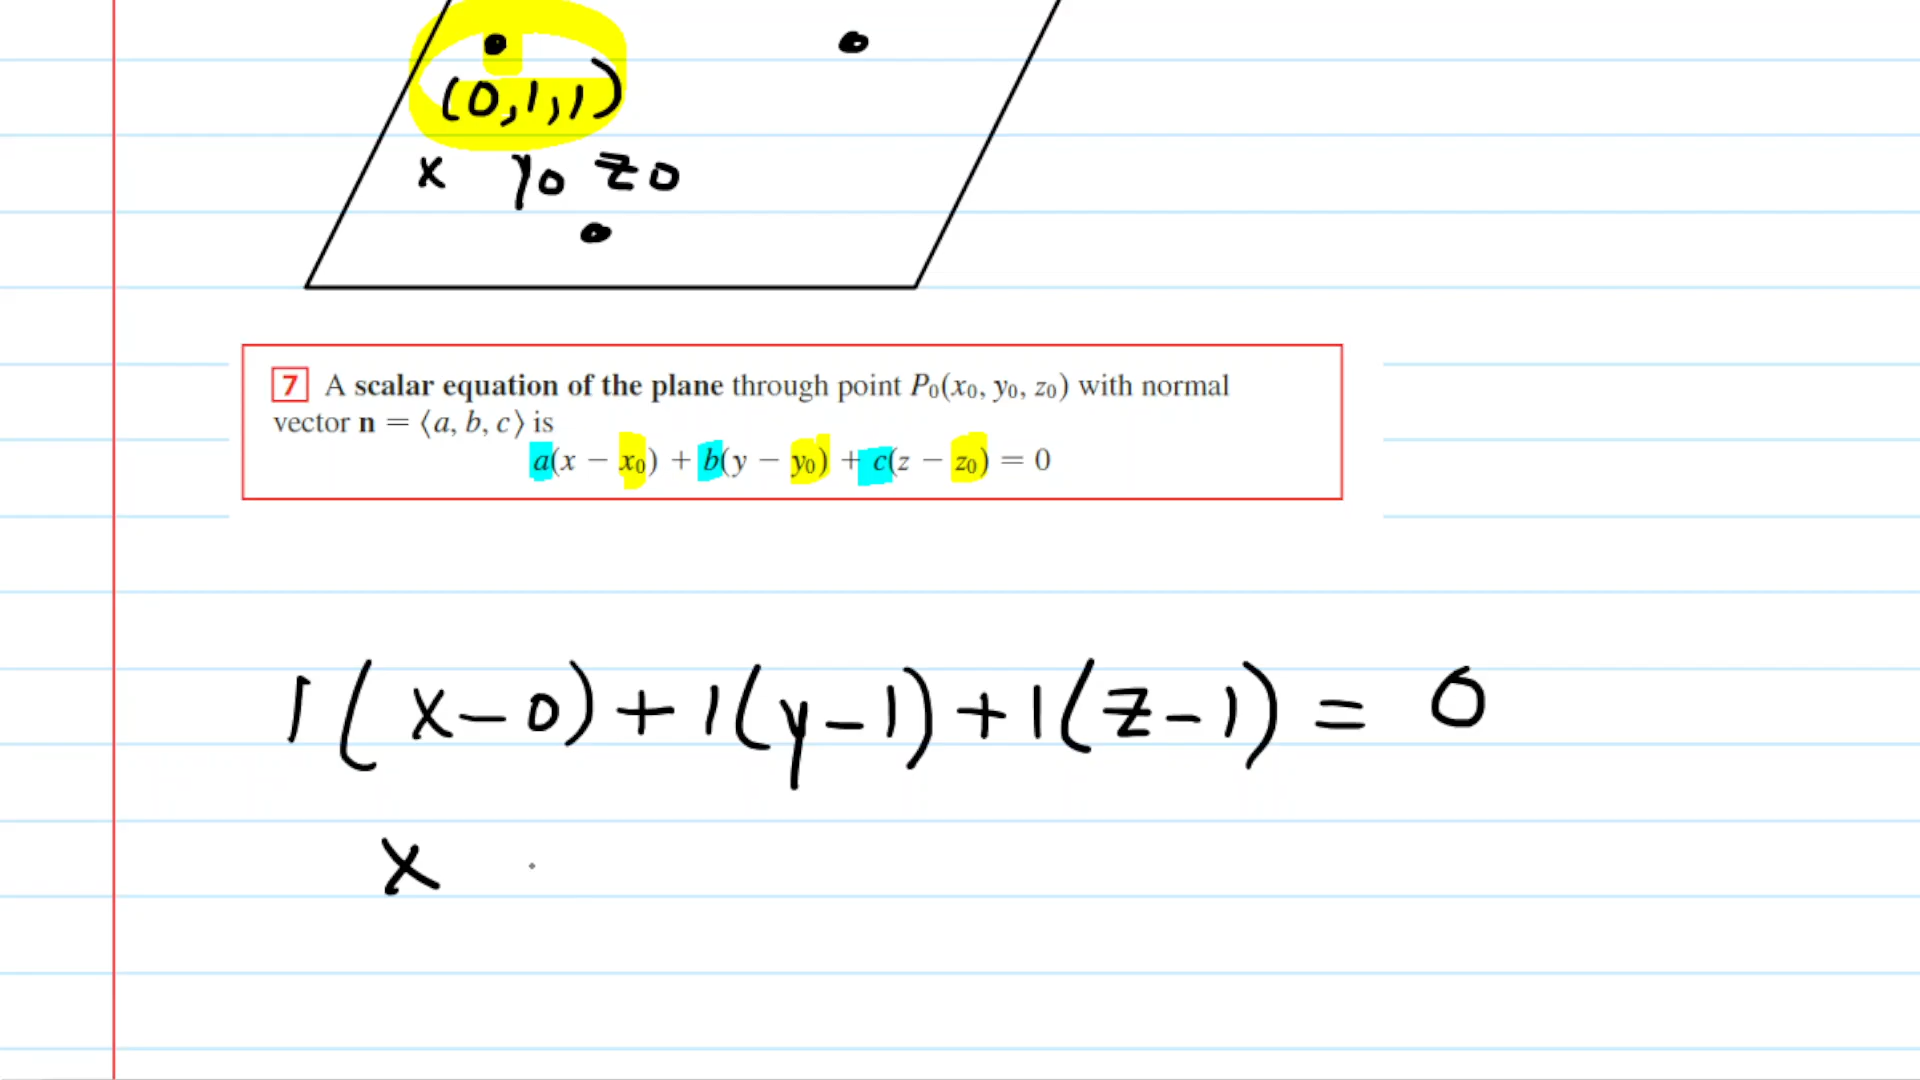 (0,1,1)
x y0 z0
7 A scalar equation of the plane through point P₀(x₀, y₀, z₀) with normal
vector n = ⟨a, b, c⟩ is
a(x − x₀) + b(y − y₀) + c(z − z₀) = 0
1(x-0)+1(y-1)+1(z-1)=0
x